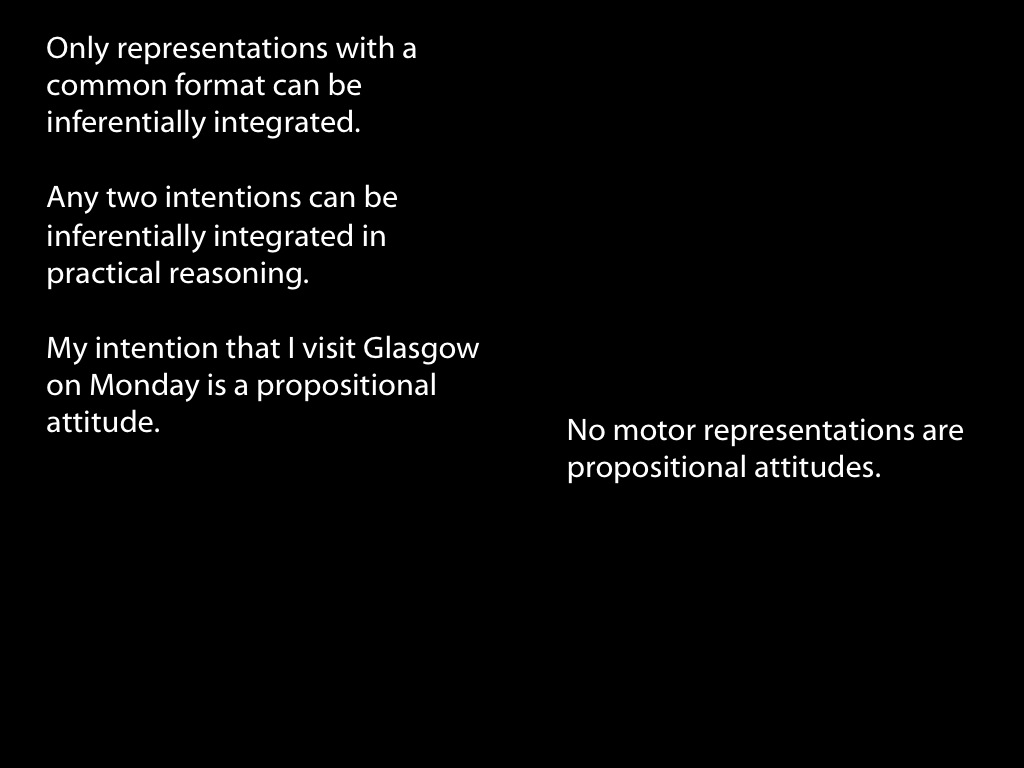 Only representations with a
common format can be
inferentially integrated.
Any two intentions can be
inferentially integrated in
practical reasoning.
My intention that I visit Glasgow
on Monday is a propositional
attitude.
No motor representations are
propositional attitudes.